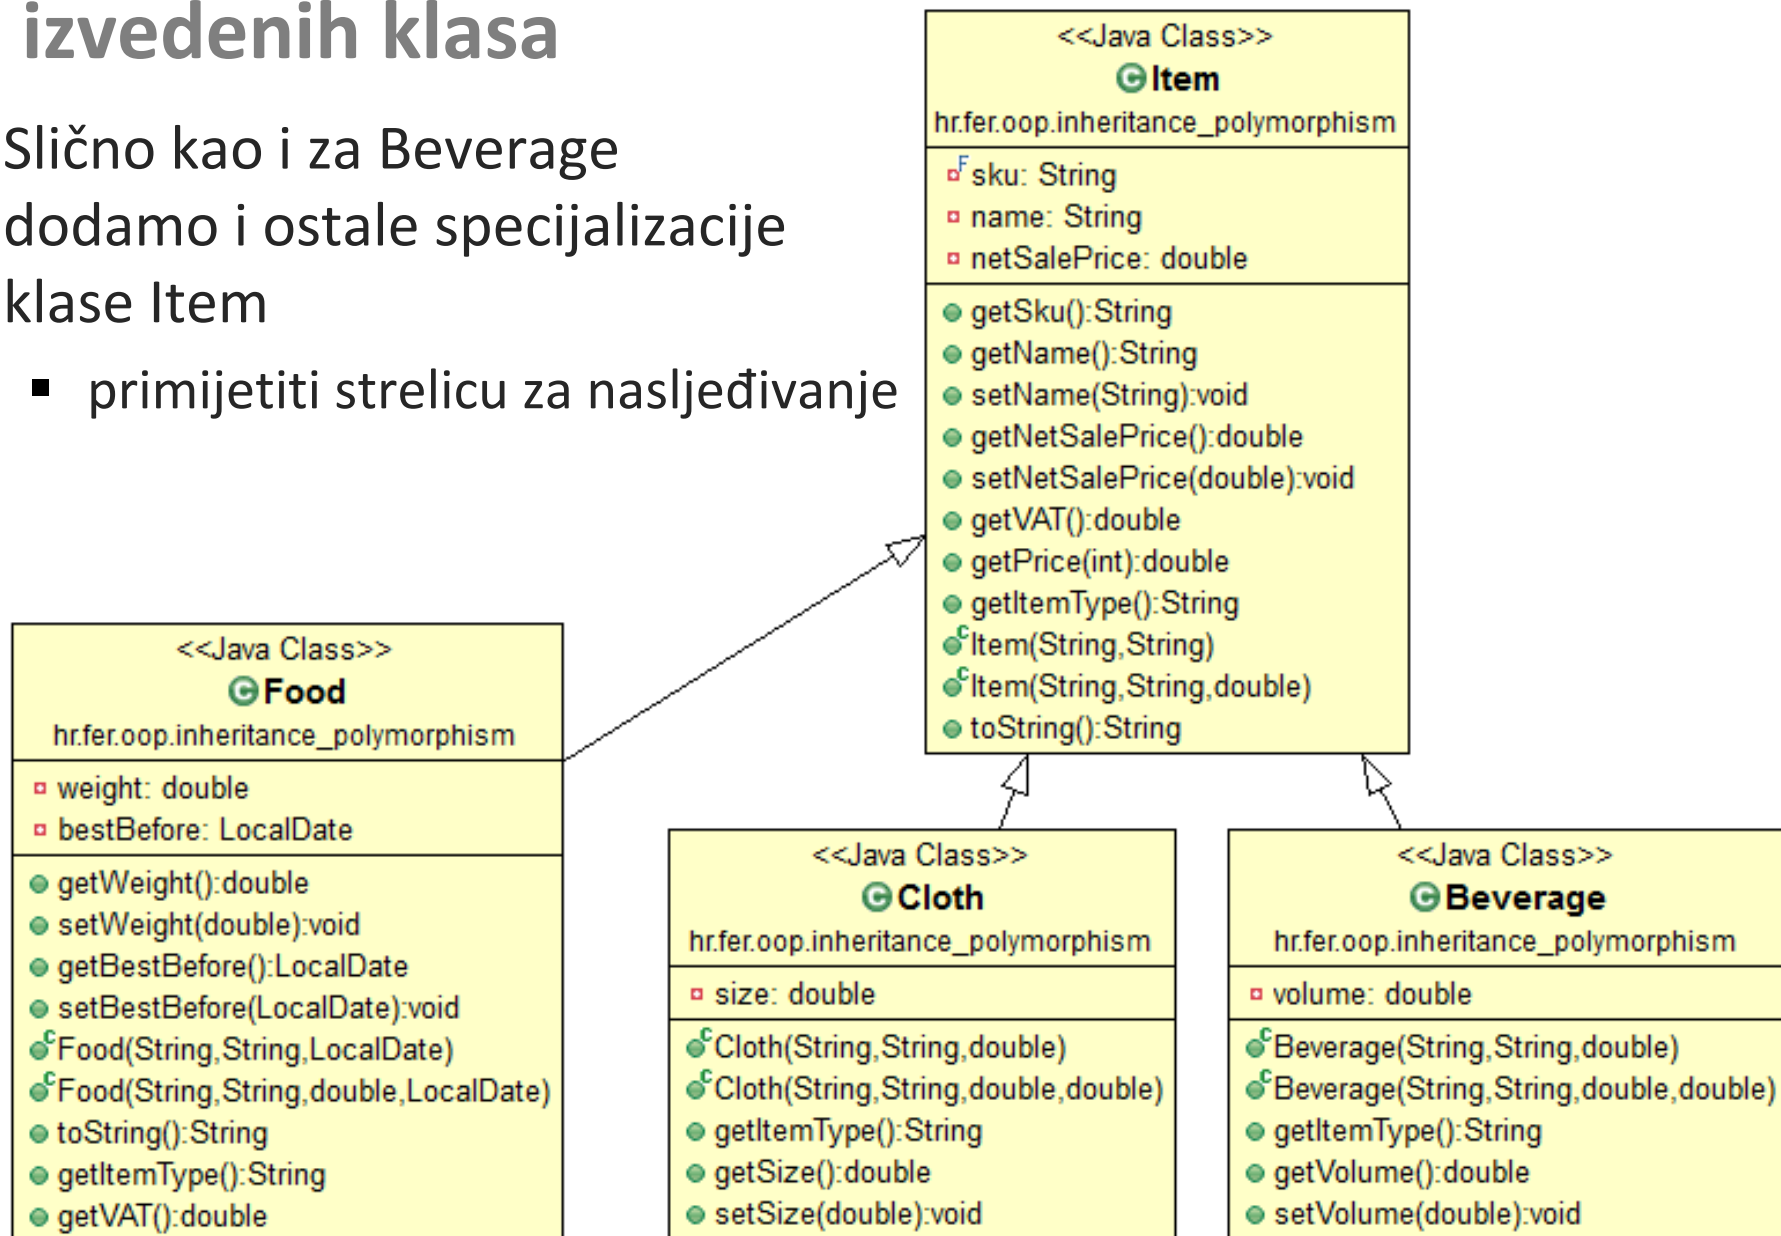 izvedenih klasa
Slično kao i za Beverage
dodamo i ostale specijalizacije
klase Item
primijetiti strelicu za nasljeđivanje
<<Java Class>>
Item
hr.fer.oop.inheritance_polymorphism
sku: String
name: String
netSalePrice: double
getSku():String
getName():String
setName(String):void
getNetSalePrice():double
setNetSalePrice(double):void
getVAT():double
getPrice(int):double
getItemType():String
Item(String,String)
Item(String,String,double)
toString():String
<<Java Class>>
Food
hr.fer.oop.inheritance_polymorphism
weight: double
bestBefore: LocalDate
getWeight():double
setWeight(double):void
getBestBefore():LocalDate
setBestBefore(LocalDate):void
Food(String,String,LocalDate)
Food(String,String,double,LocalDate)
toString():String
getItemType():String
getVAT():double
<<Java Class>>
Cloth
hr.fer.oop.inheritance_polymorphism
size: double
Cloth(String,String,double)
Cloth(String,String,double,double)
getItemType():String
getSize():double
setSize(double):void
<<Java Class>>
Beverage
hr.fer.oop.inheritance_polymorphism
volume: double
Beverage(String,String,double)
Beverage(String,String,double,double)
getItemType():String
getVolume():double
setVolume(double):void